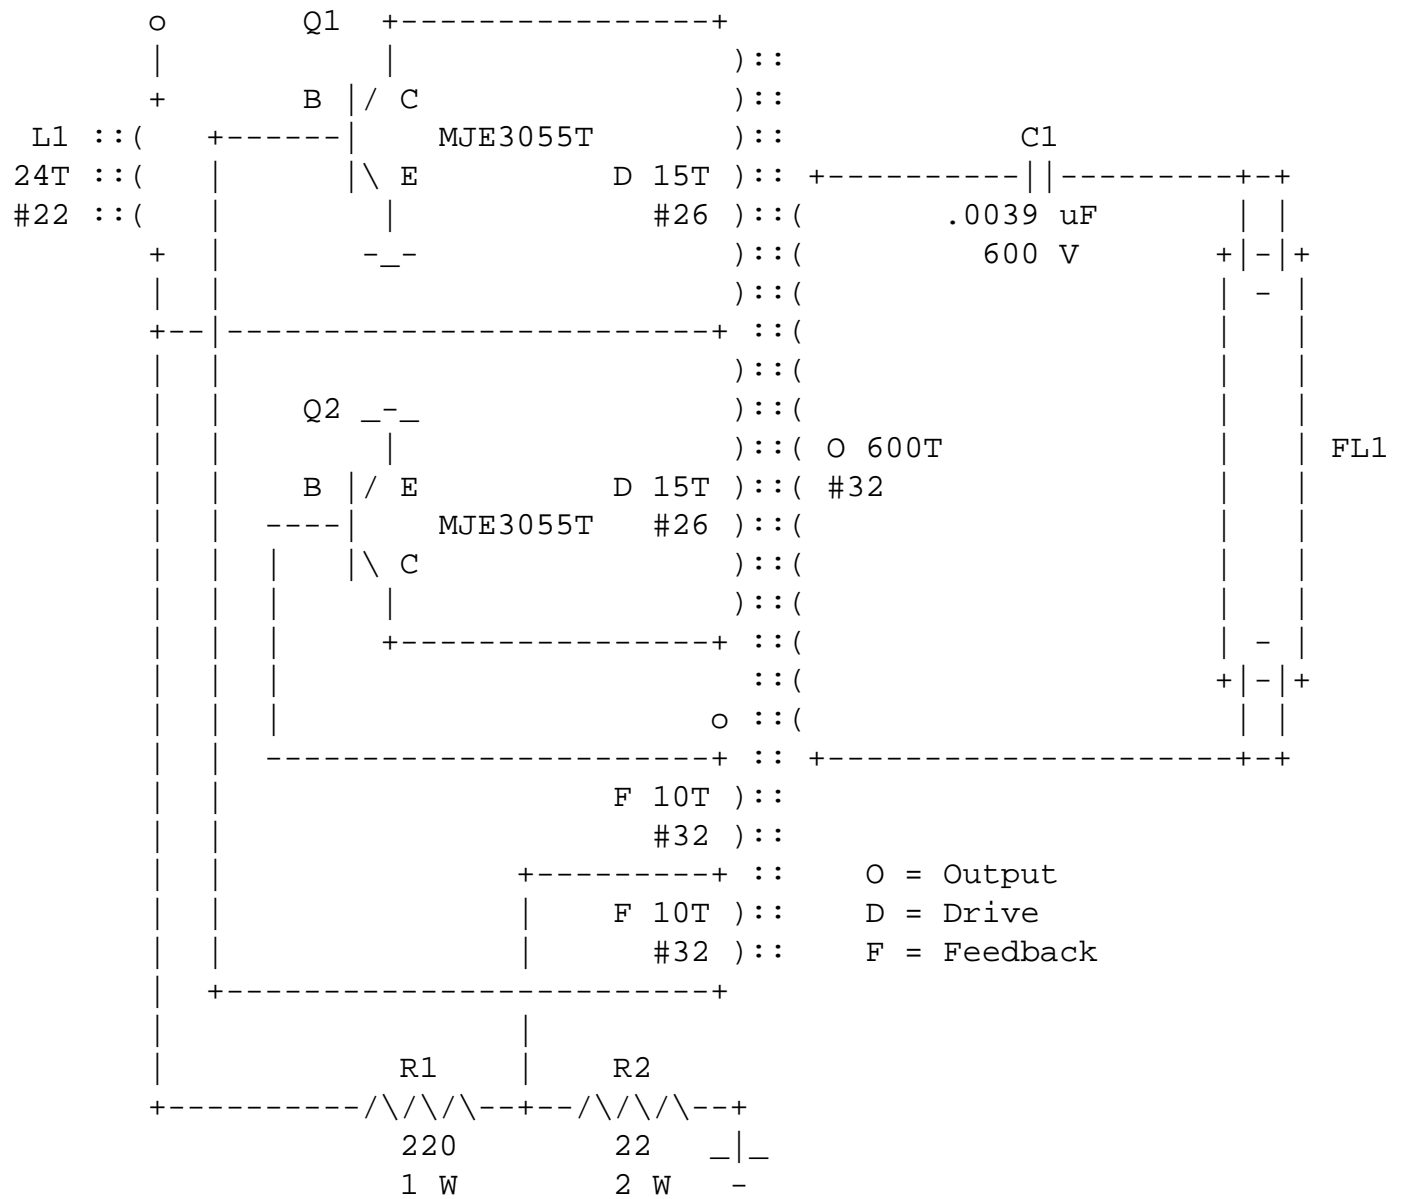 o Q1
B C
L1 MJE3055T C1
24T E D 15T
#22 #26 .0039 uF
600 V
Q2
O 600T FL1
B E D 15T #32
MJE3055T #26
C
o
F 10T
#32
O = Output
F 10T D = Drive
#32 F = Feedback
R1 R2
220 22
1 W 2 W